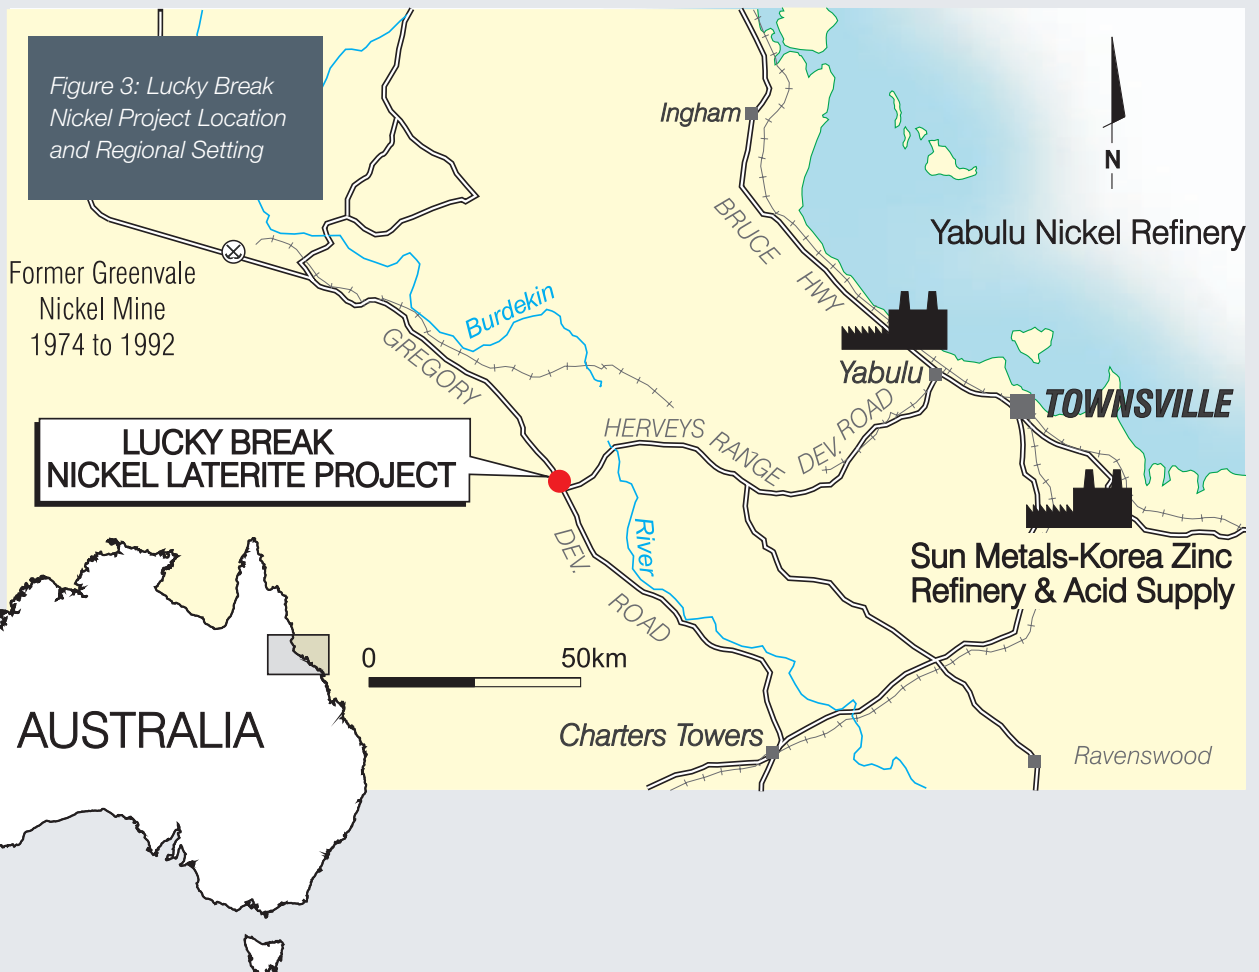 Figure 3: Lucky Break
Nickel Project Location
and Regional Setting
Ingham
N
BRUCE HWY
Yabulu Nickel Refinery
Former Greenvale
Nickel Mine
1974 to 1992
Burdekin
GREGORY
Yabulu
TOWNSVILLE
HERVEYS RANGE DEV. ROAD
LUCKY BREAK
NICKEL LATERITE PROJECT
River
DEV. ROAD
Sun Metals-Korea Zinc
Refinery & Acid Supply
0 50km
AUSTRALIA
Charters Towers
Ravenswood